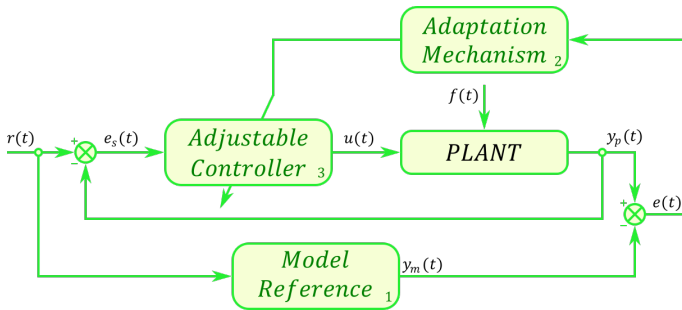 Adaptation
Mechanism 2
f(t)
r(t)
+
−
e_s(t)
Adjustable
Controller 3
u(t)
PLANT
y_p(t)
+
−
e(t)
Model
Reference 1
y_m(t)